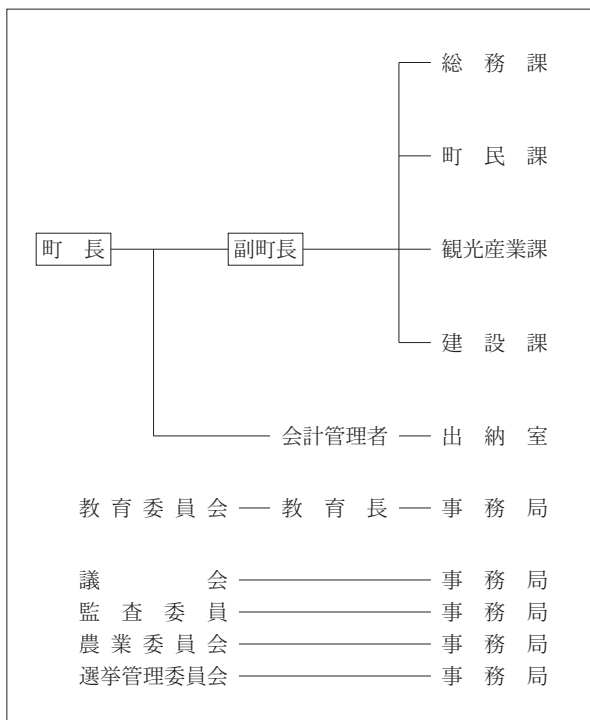 総務課
町民課
町長 副町長 観光産業課
建設課
会計管理者 出納室
教育委員会 教育長 事務局
議会 事務局
監査委員 事務局
農業委員会 事務局
選挙管理委員会 事務局